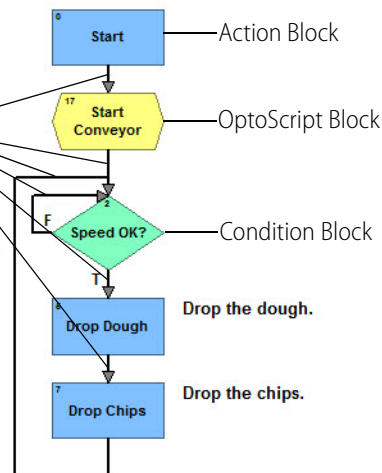 0
Start
Action Block
17
Start
Conveyor
OptoScript Block
2
F
Speed OK?
Condition Block
T
6
Drop Dough
Drop the dough.
7
Drop Chips
Drop the chips.